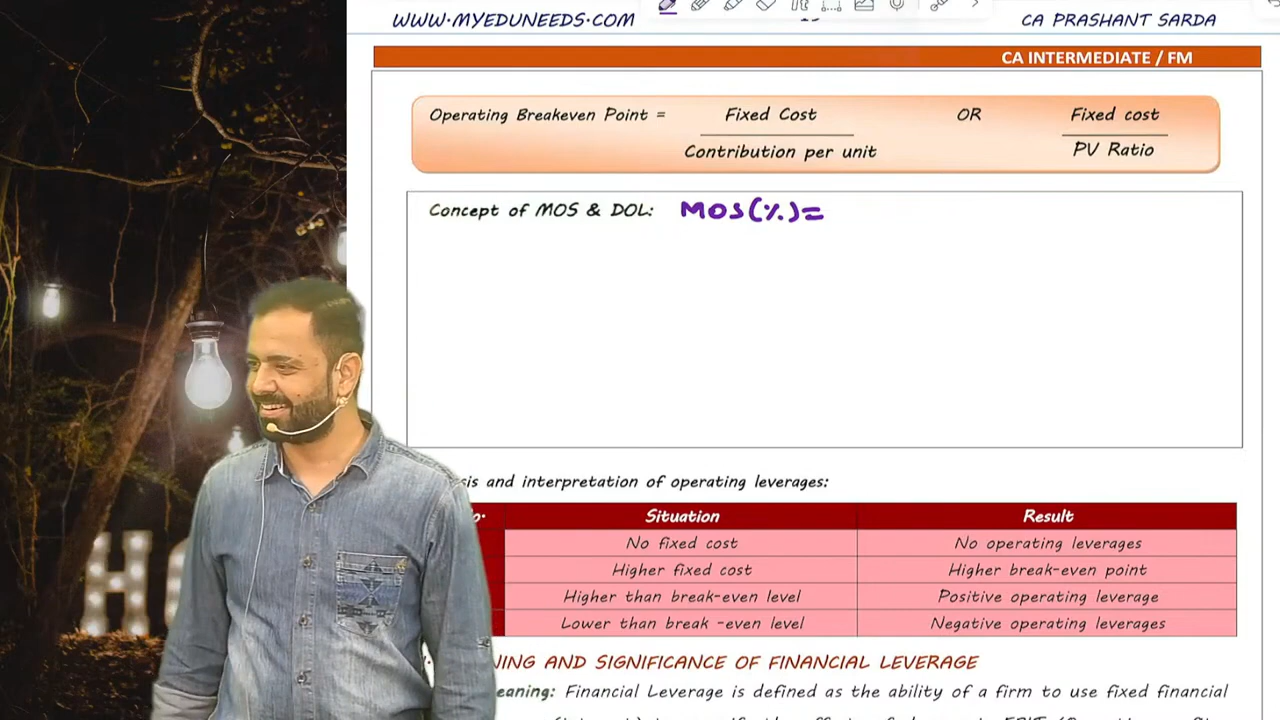 WWW.MYEDUNEEDS.COM CA PRASHANT SARDA
CA INTERMEDIATE / FM
Operating Breakeven Point = Fixed Cost OR Fixed cost
Contribution per unit PV Ratio
Concept of MOS & DOL: MOS(%)=
and interpretation of operating leverages:
Situation Result
No fixed cost No operating leverages
Higher fixed cost Higher break-even point
Higher than break-even level Positive operating leverage
Lower than break -even level Negative operating leverages
AND SIGNIFICANCE OF FINANCIAL LEVERAGE
Financial Leverage is defined as the ability of a firm to use fixed financial